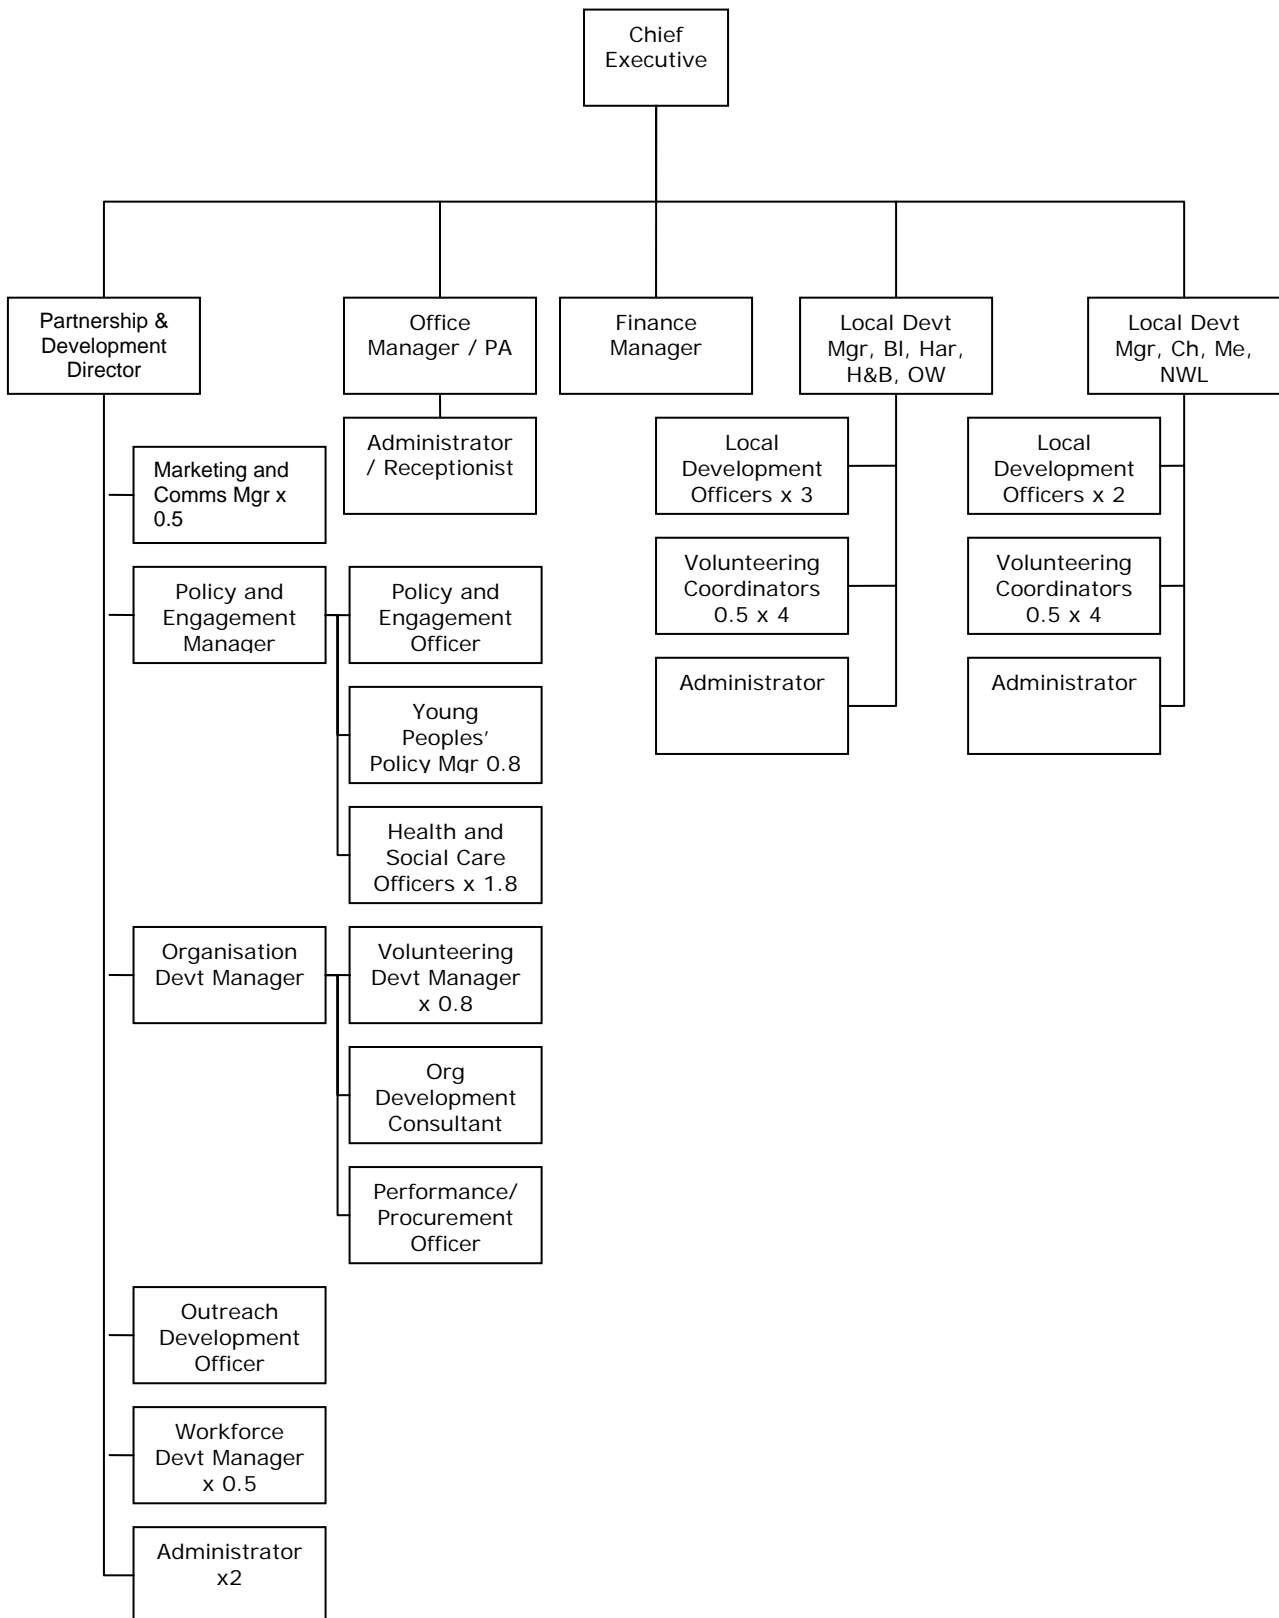 Chief
Executive
Partnership &
Development
Director
Office
Manager / PA
Finance
Manager
Local Devt
Mgr, Bl, Har,
H&B, OW
Local Devt
Mgr, Ch, Me,
NWL
Administrator
/ Receptionist
Local
Development
Officers x 3
Local
Development
Officers x 2
Marketing and
Comms Mgr x
0.5
Volunteering
Coordinators
0.5 x 4
Volunteering
Coordinators
0.5 x 4
Policy and
Engagement
Manager
Policy and
Engagement
Officer
Administrator
Administrator
Young
Peoples’
Policy Mgr 0.8
Health and
Social Care
Officers x 1.8
Organisation
Devt Manager
Volunteering
Devt Manager
x 0.8
Org
Development
Consultant
Performance/
Procurement
Officer
Outreach
Development
Officer
Workforce
Devt Manager
x 0.5
Administrator
x2